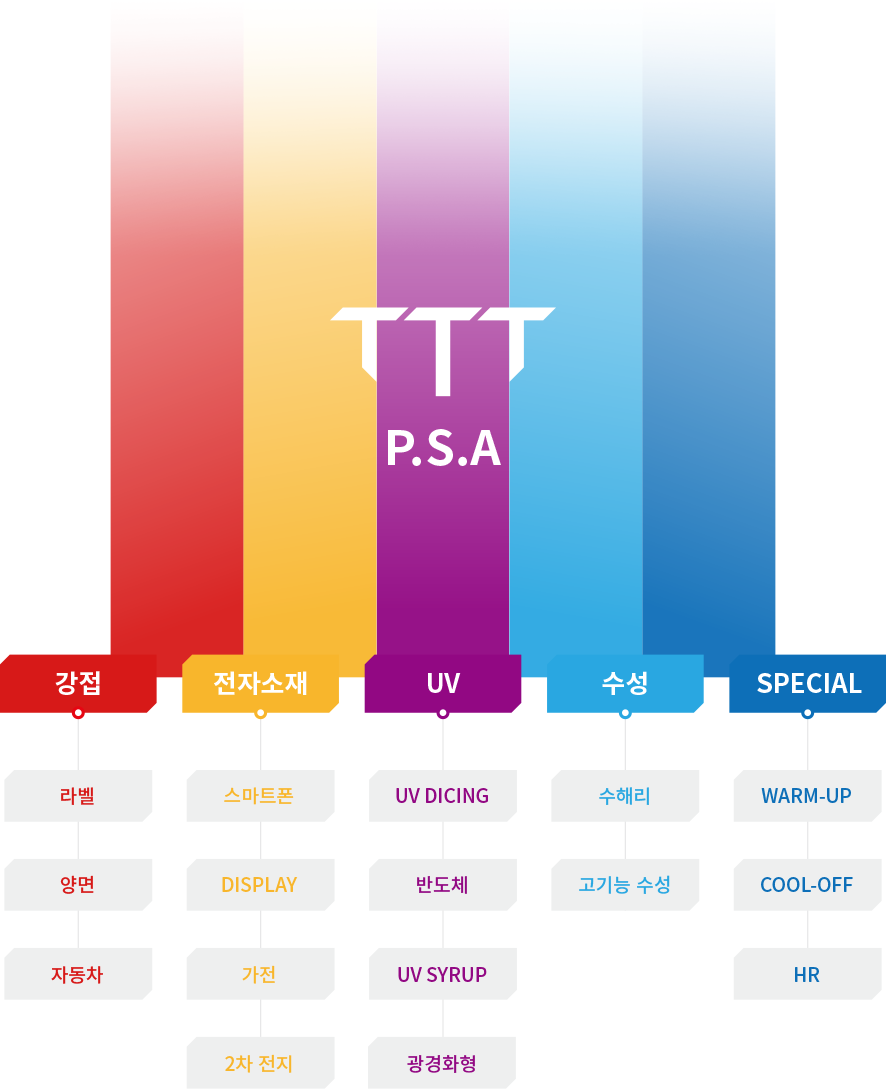 TTT
P.S.A
강접
라벨
양면
자동차
전자소재
스마트폰
DISPLAY
가전
2차 전지
UV
UV DICING
반도체
UV SYRUP
광경화형
수성
수해리
고기능 수성
SPECIAL
WARM-UP
COOL-OFF
HR